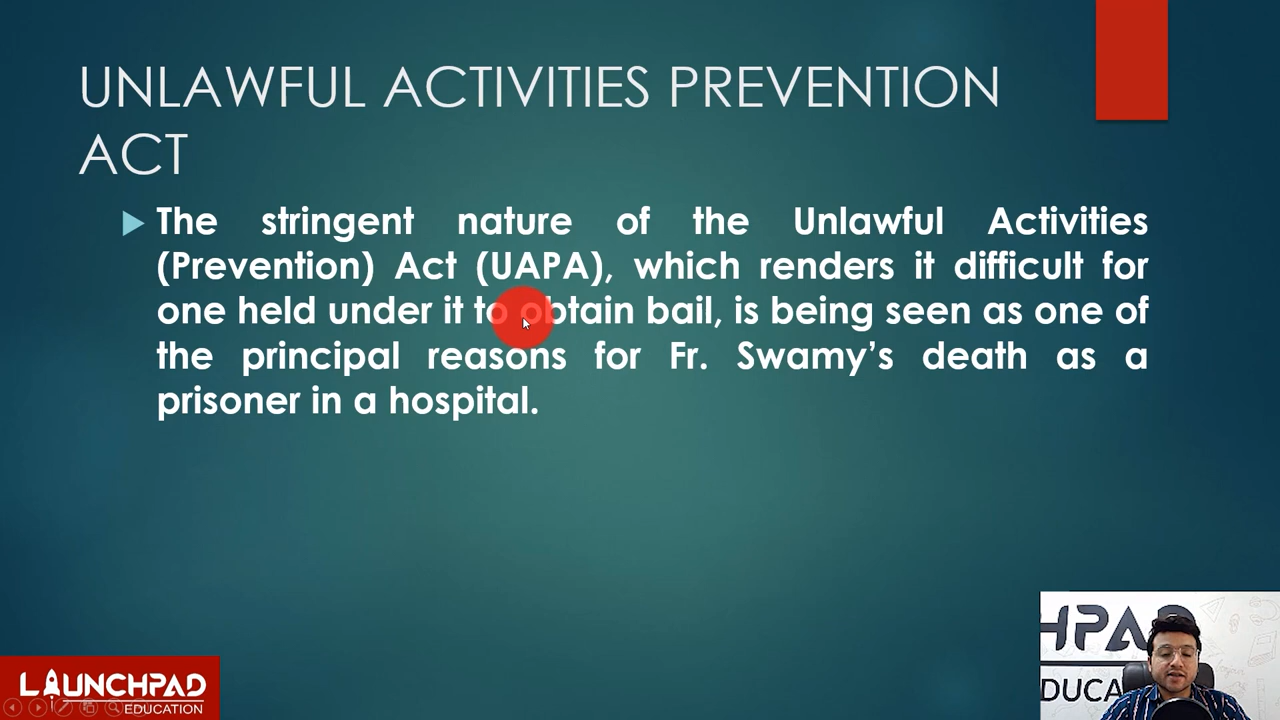 UNLAWFUL ACTIVITIES PREVENTION
ACT
The stringent nature of the Unlawful Activities
(Prevention) Act (UAPA), which renders it difficult for
one held under it to obtain bail, is being seen as one of
the principal reasons for Fr. Swamy's death as a
prisoner in a hospital.
HPAD
EDUCA
LAUNCHPAD
EDUCATION